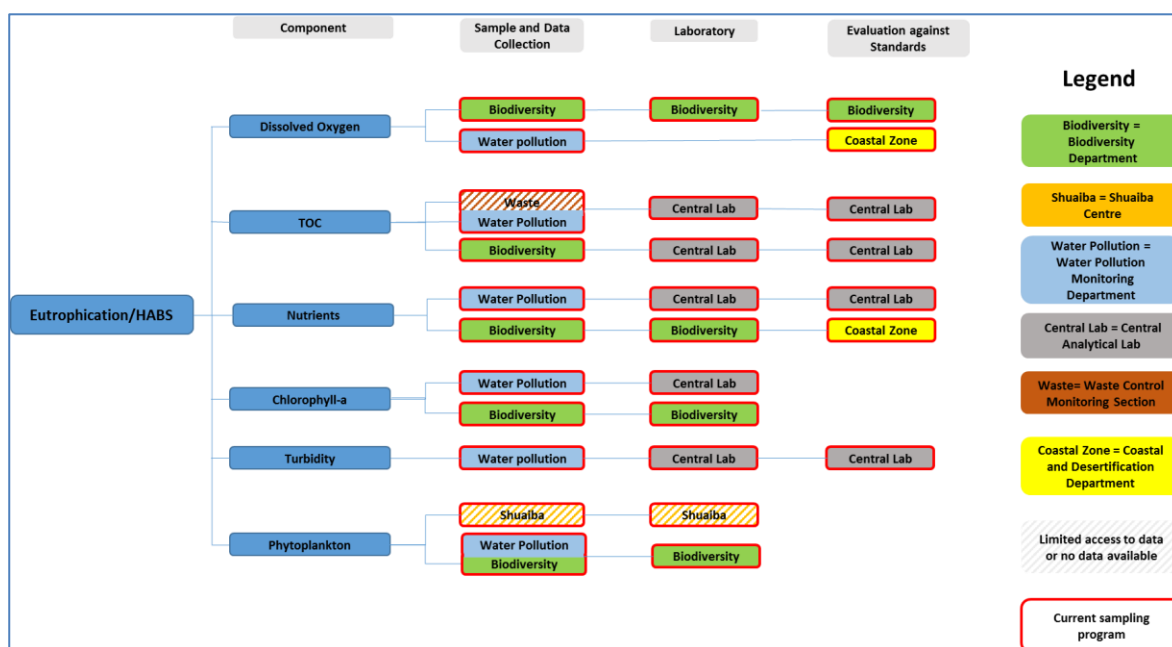 Component
Sample and Data
Collection
Laboratory
Evaluation against
Standards
Eutrophication/HABS
Dissolved Oxygen
Biodiversity
Biodiversity
Biodiversity
Water pollution
Coastal Zone
TOC
Waste
Water Pollution
Central Lab
Central Lab
Biodiversity
Central Lab
Central Lab
Nutrients
Water Pollution
Central Lab
Central Lab
Biodiversity
Biodiversity
Coastal Zone
Chlorophyll-a
Water Pollution
Central Lab
Biodiversity
Biodiversity
Turbidity
Water pollution
Central Lab
Central Lab
Phytoplankton
Shuaiba
Shuaiba
Water Pollution
Biodiversity
Biodiversity
Legend
Biodiversity =
Biodiversity
Department
Shuaiba = Shuaiba
Centre
Water Pollution =
Water Pollution
Monitoring
Department
Central Lab = Central
Analytical Lab
Waste= Waste Control
Monitoring Section
Coastal Zone = Coastal
and Desertification
Department
Limited access to data
or no data available
Current sampling
program